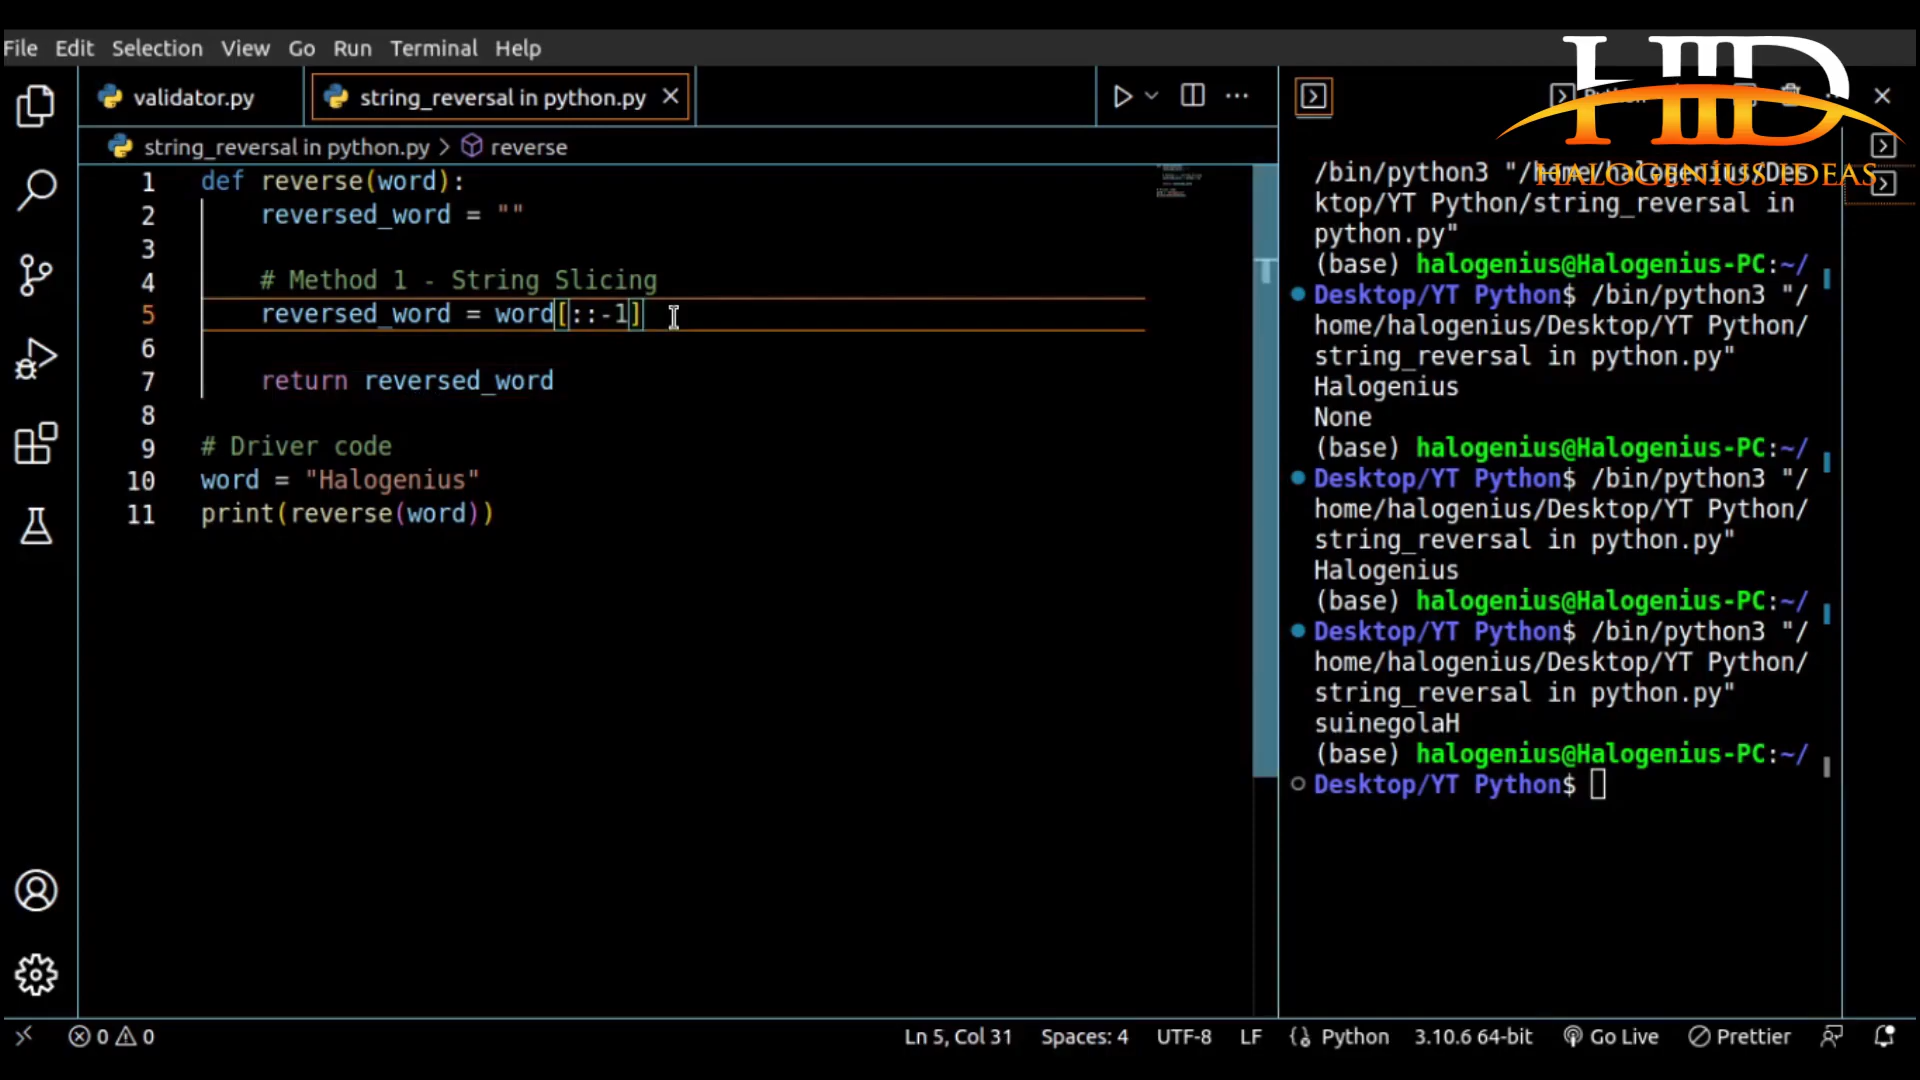 File Edit Selection View Go Run Terminal Help
HID
HALOGENIUS IDEAS
validator.py
string_reversal in python.py
string_reversal in python.py > reverse
1 def reverse(word):
2 reversed_word = ""
3
4 # Method 1 - String Slicing
5 reversed_word = word[::-1]
6
7 return reversed_word
8
9 # Driver code
10 word = "Halogenius"
11 print(reverse(word))
Python
/bin/python3 "/home/halogenius/Des
ktop/YT Python/string_reversal in
python.py"
(base) halogenius@Halogenius-PC:~/
Desktop/YT Python$ /bin/python3 "/
home/halogenius/Desktop/YT Python/
string_reversal in python.py"
Halogenius
None
(base) halogenius@Halogenius-PC:~/
Desktop/YT Python$ /bin/python3 "/
home/halogenius/Desktop/YT Python/
string_reversal in python.py"
Halogenius
(base) halogenius@Halogenius-PC:~/
Desktop/YT Python$ /bin/python3 "/
home/halogenius/Desktop/YT Python/
string_reversal in python.py"
suinegolaH
(base) halogenius@Halogenius-PC:~/
Desktop/YT Python$
0 0 Ln 5, Col 31 Spaces: 4 UTF-8 LF Python 3.10.6 64-bit Go Live Prettier